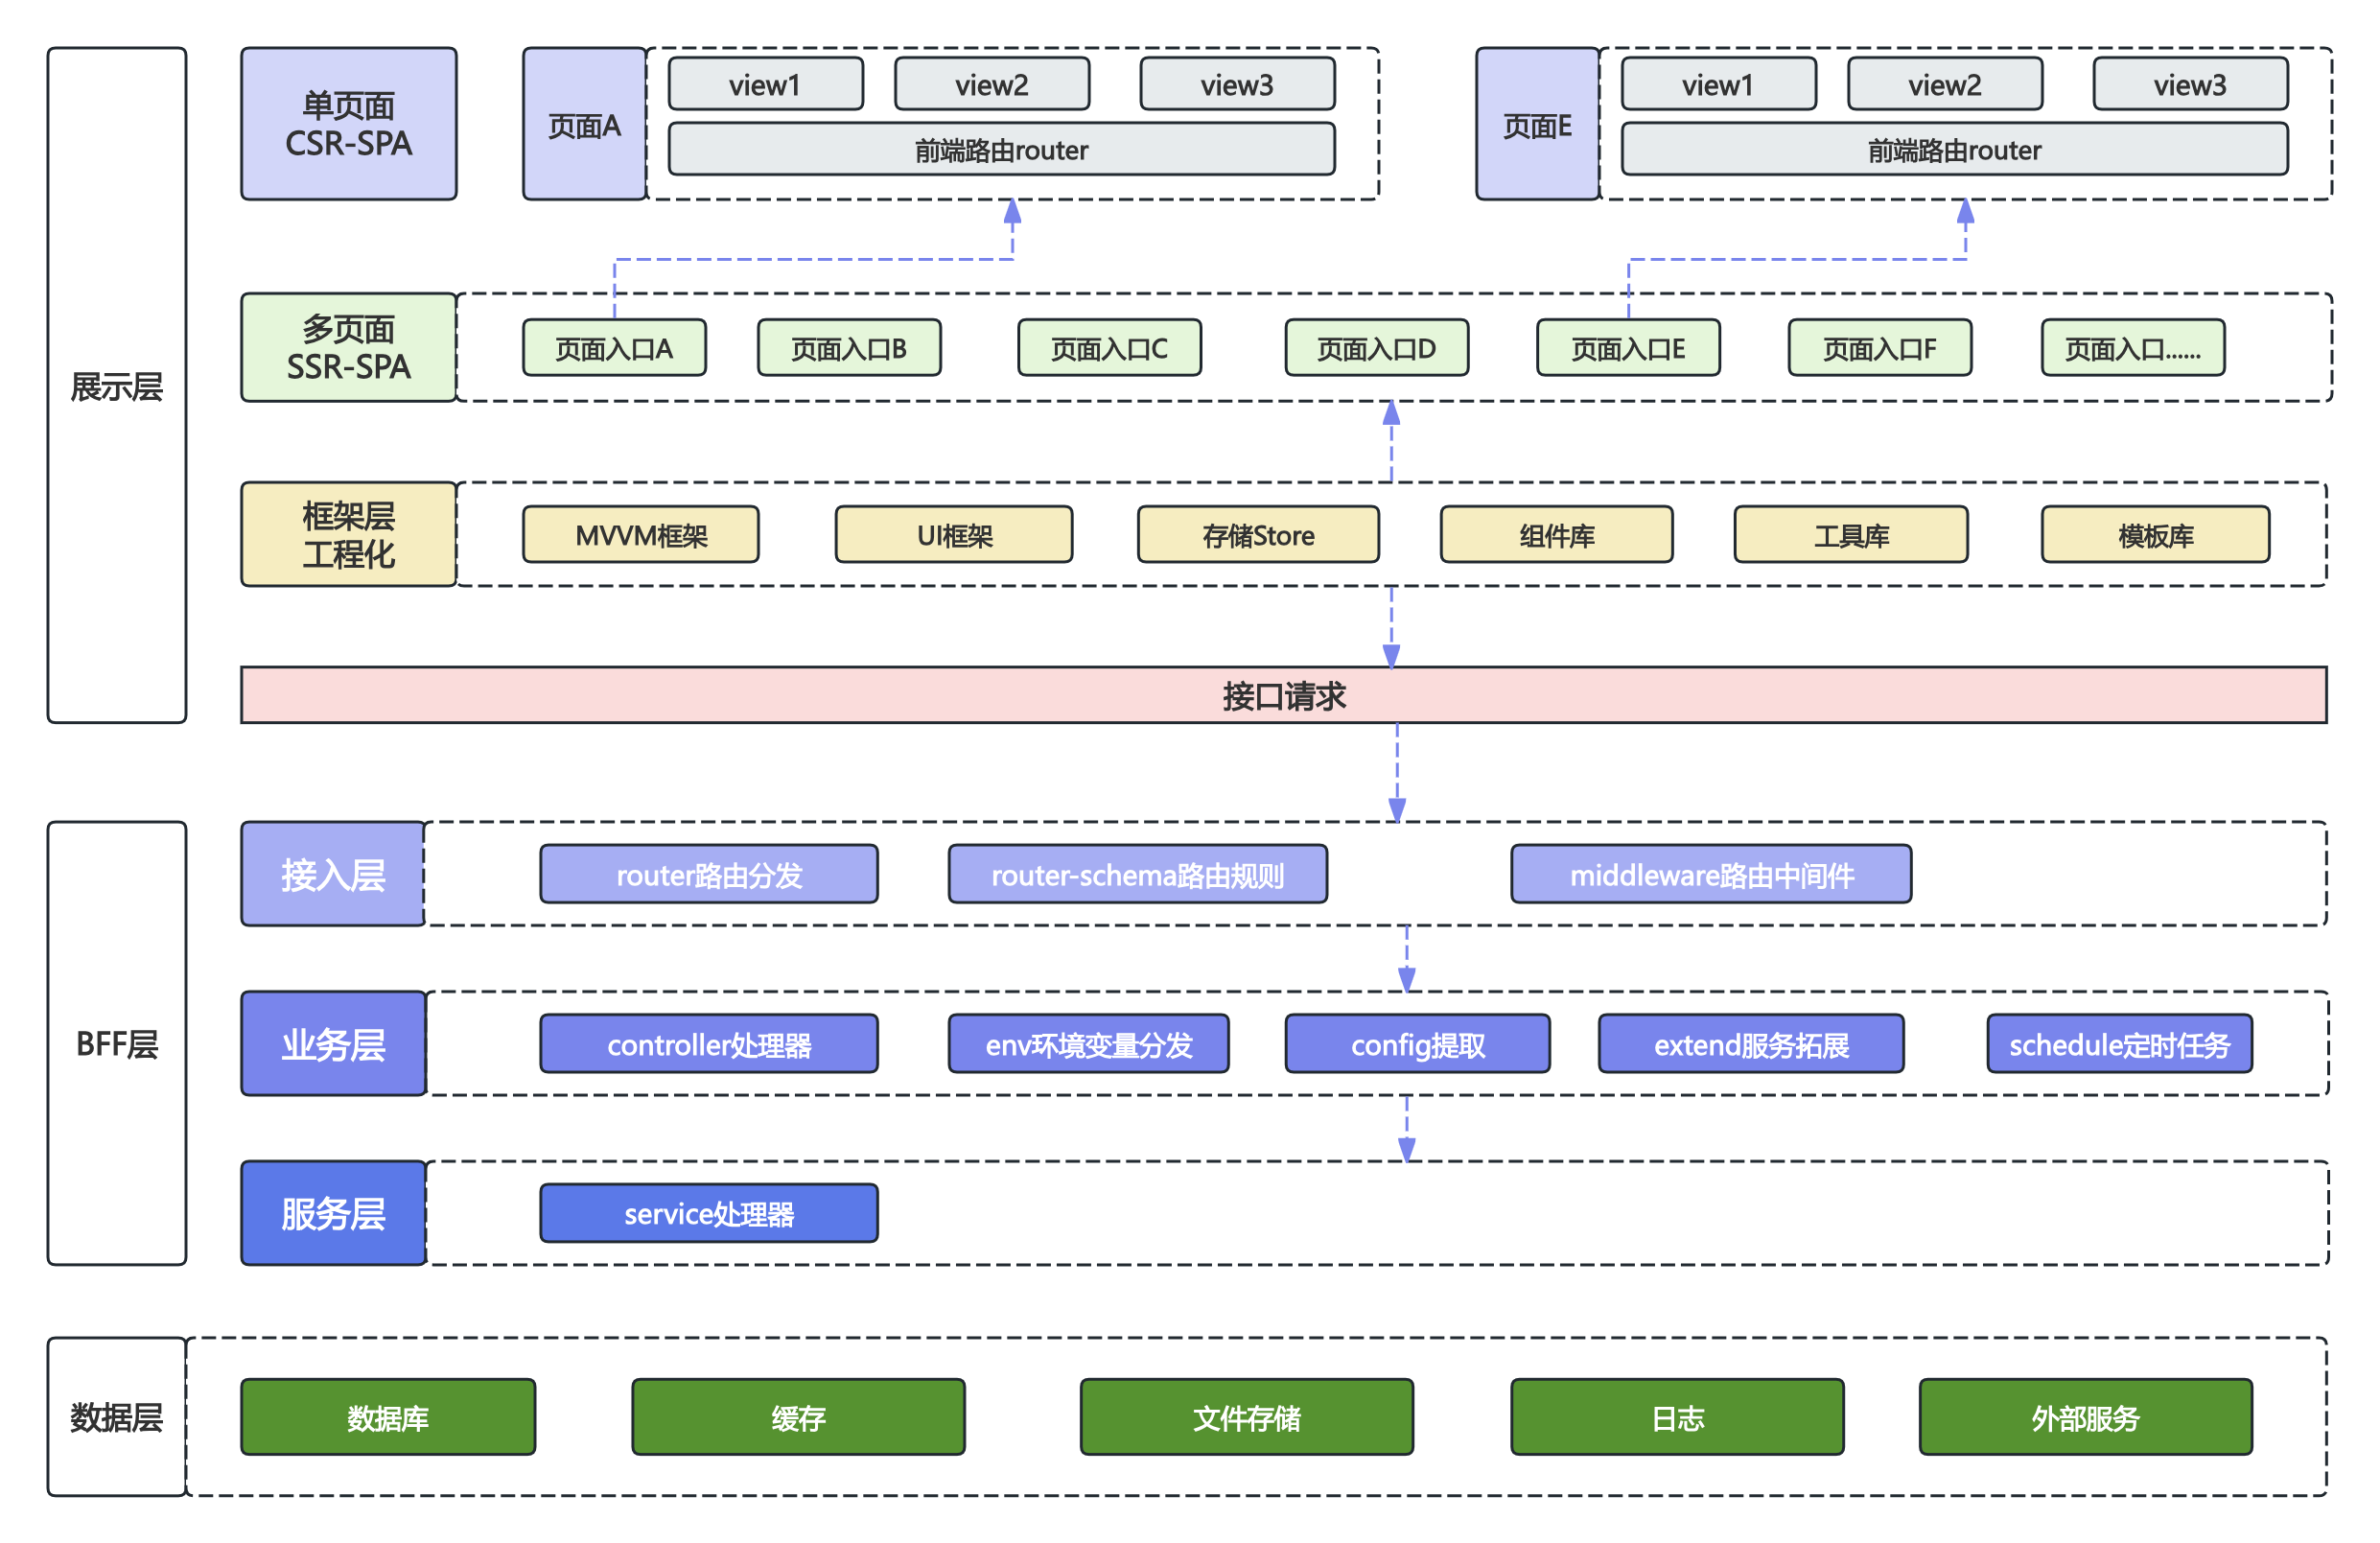 展示层
单页面
CSR-SPA
页面A
view1
view2
view3
前端路由router
页面E
view1
view2
view3
前端路由router
多页面
SSR-SPA
页面入口A
页面入口B
页面入口C
页面入口D
页面入口E
页面入口F
页面入口......
框架层
工程化
MVVM框架
UI框架
存储Store
组件库
工具库
模板库
接口请求
BFF层
接入层
router路由分发
router-schema路由规则
middleware路由中间件
业务层
controller处理器
env环境变量分发
config提取
extend服务拓展
schedule定时任务
服务层
service处理器
数据层
数据库
缓存
文件存储
日志
外部服务